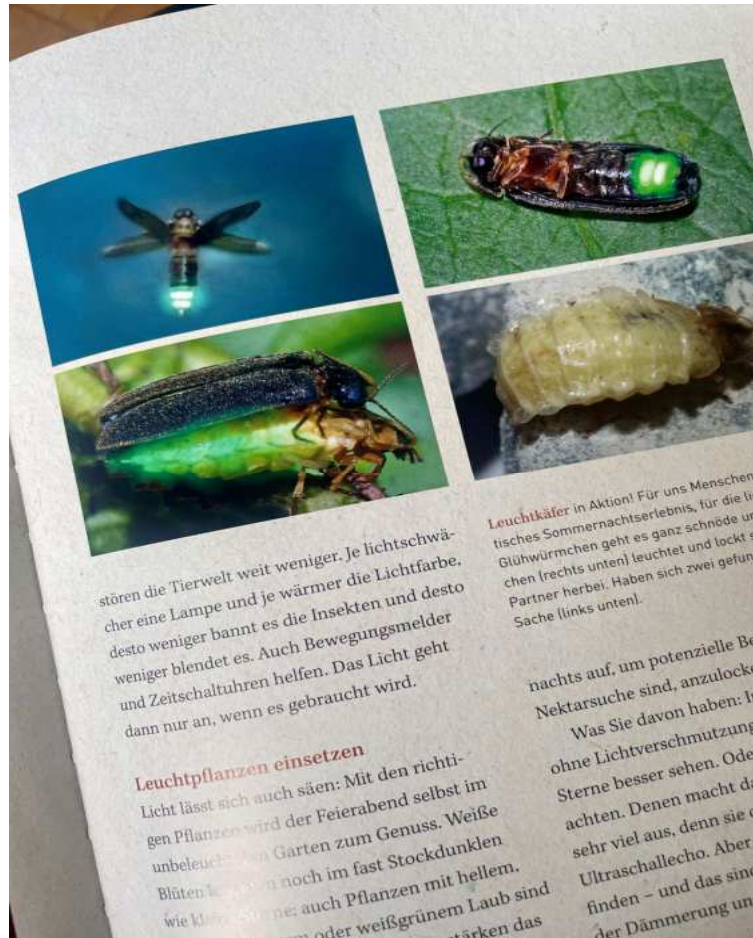 stören die Tierwelt weit weniger. Je lichtschwä-
cher eine Lampe und je wärmer die Lichtfarbe,
desto weniger bannt es die Insekten und desto
weniger blendet es. Auch Bewegungsmelder
und Zeitschaltuhren helfen. Das Licht geht
dann nur an, wenn es gebraucht wird.
Leuchtpflanzen einsetzen
Licht lässt sich auch säen: Mit den richti-
gen Pflanzen wird der Feierabend selbst im
Garten zum Genuss. Weiße
Blüten noch im fast Stockdunklen
wie auch Pflanzen mit hellem,
oder weißgrünem Laub sind
stärken das
Leuchtkäfer in Aktion! Für uns Menschen
tisches Sommernachtserlebnis, für die
Glühwürmchen geht es ganz schnöde
chen (rechts unten) leuchtet und lockt
Partner herbei. Haben sich zwei
Sache (links unten).
nachts auf, um potenzielle
Nektarsuche sind,
Was Sie davon haben:
ohne Lichtverschmutzung
Sterne besser sehen.
achten. Denen macht
sehr viel aus, denn sie
Ultraschallecho. Aber
finden – und das
der Dämmerung